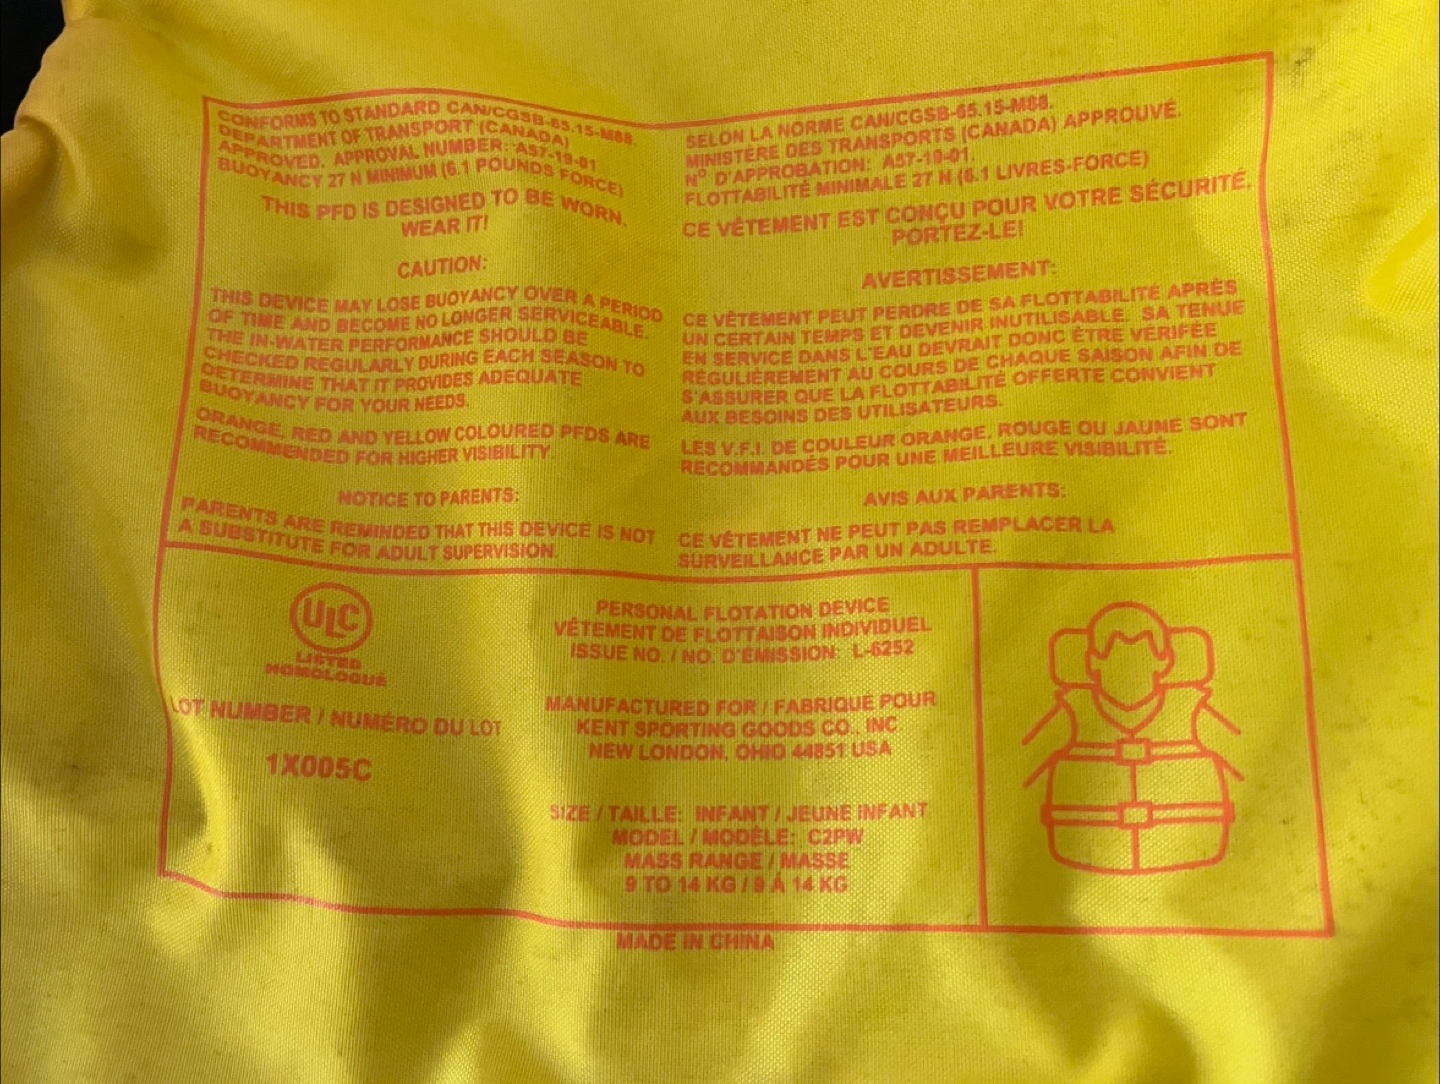 CONFORMS TO STANDARD CAN/CGSB-65.15-M88.
DEPARTMENT OF TRANSPORT (CANADA)
APPROVED. APPROVAL NUMBER: A57-19-01
BUOYANCY 27 N MINIMUM (6.1 POUNDS FORCE)
THIS PFD IS DESIGNED TO BE WORN.
WEAR IT!
CAUTION:
THIS DEVICE MAY LOSE BUOYANCY OVER A PERIOD
OF TIME AND BECOME NO LONGER SERVICEABLE.
THE IN-WATER PERFORMANCE SHOULD BE
CHECKED REGULARLY DURING EACH SEASON TO
DETERMINE THAT IT PROVIDES ADEQUATE
BUOYANCY FOR YOUR NEEDS.
ORANGE, RED AND YELLOW COLOURED PFDS ARE
RECOMMENDED FOR HIGHER VISIBILITY
NOTICE TO PARENTS:
PARENTS ARE REMINDED THAT THIS DEVICE IS NOT
A SUBSTITUTE FOR ADULT SUPERVISION.
SELON LA NORME CAN/CGSB-65.15-M88.
MINISTÈRE DES TRANSPORTS (CANADA) APPROUVÉ.
Nº D'APPROBATION: A57-19-01.
FLOTTABILITÉ MINIMALE 27 N (6.1 LIVRES-FORCE)
CE VÊTEMENT EST CONÇU POUR VOTRE SÉCURITÉ.
PORTEZ-LE!
AVERTISSEMENT:
CE VÊTEMENT PEUT PERDRE DE SA FLOTTABILITÉ APRÈS
UN CERTAIN TEMPS ET DEVENIR INUTILISABLE. SA TENUE
EN SERVICE DANS L'EAU DEVRAIT DONC ÊTRE VÉRIFÉE
RÉGULIÈREMENT AU COURS DE CHAQUE SAISON AFIN DE
S'ASSURER QUE LA FLOTTABILITÉ OFFERTE CONVIENT
AUX BESOINS DES UTILISATEURS.
LES V.F.I. DE COULEUR ORANGE, ROUGE OU JAUNE SONT
RECOMMANDÉS POUR UNE MEILLEURE VISIBILITÉ.
AVIS AUX PARENTS:
CE VÊTEMENT NE PEUT PAS REMPLACER LA
SURVEILLANCE PAR UN ADULTE.
ULC
LISTED
HOMOLOGUÉ
LOT NUMBER / NUMÉRO DU LOT
1X005C
PERSONAL FLOTATION DEVICE
VÊTEMENT DE FLOTTAISON INDIVIDUEL
ISSUE NO. / NO. D'ÉMISSION: L-6252
MANUFACTURED FOR / FABRIQUÉ POUR
KENT SPORTING GOODS CO., INC.
NEW LONDON, OHIO 44851 USA
SIZE / TAILLE: INFANT / JEUNE INFANT
MODEL / MODÈLE: C2PW
MASS RANGE / MASSE
9 TO 14 KG / 9 À 14 KG
MADE IN CHINA